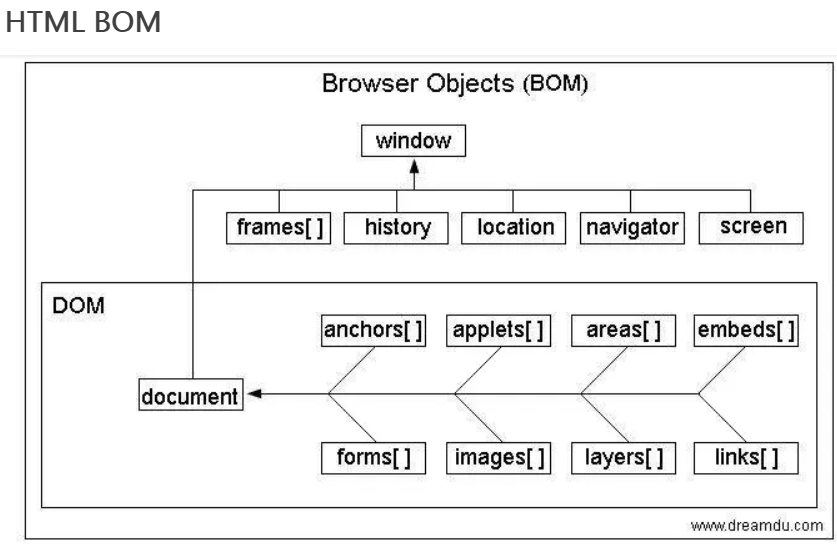 HTML BOM
Browser Objects (BOM)
window
frames[ ] history location navigator screen
DOM
anchors[ ] applets[ ] areas[ ] embeds[ ]
document
forms[ ] images[ ] layers[ ] links[ ]
www.dreamdu.com